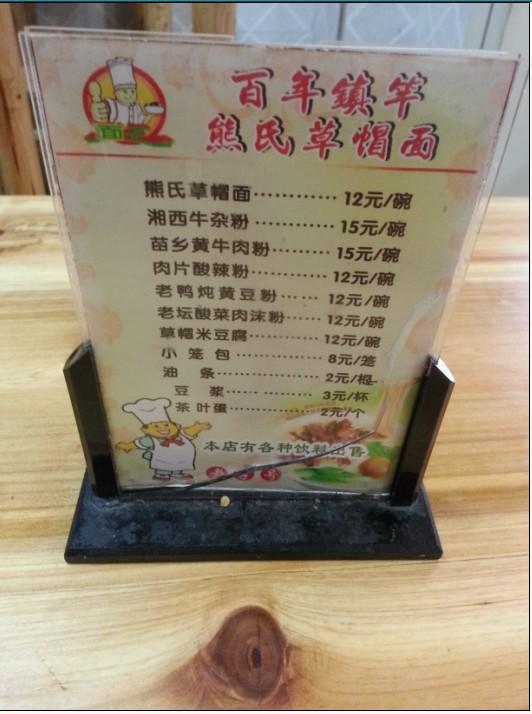 百年鎮竿
熊氏草帽面
熊氏草帽面············12元/碗
湘西牛杂粉············15元/碗
苗乡黄牛肉粉·········15元/碗
肉片酸辣粉············12元/碗
老鸭炖黄豆粉······12元/碗
老坛酸菜肉沫粉······12元/碗
草帽米豆腐············12元/碗
小笼包············8元/笼
油条············2元/根
豆浆············3元/杯
茶叶蛋············2元/个
本店有各种饮料出售
老字号